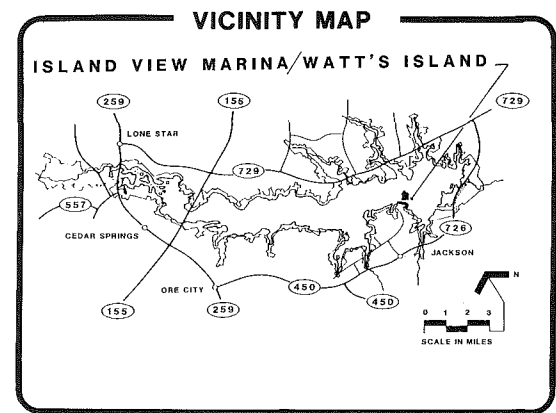 VICINITY MAP
ISLAND VIEW MARINA/WATT'S ISLAND
259
155
729
LONE STAR
729
557
CEDAR SPRINGS
726
JACKSON
ORE CITY
450
N
155
259
450
0 1 2 3
SCALE IN MILES